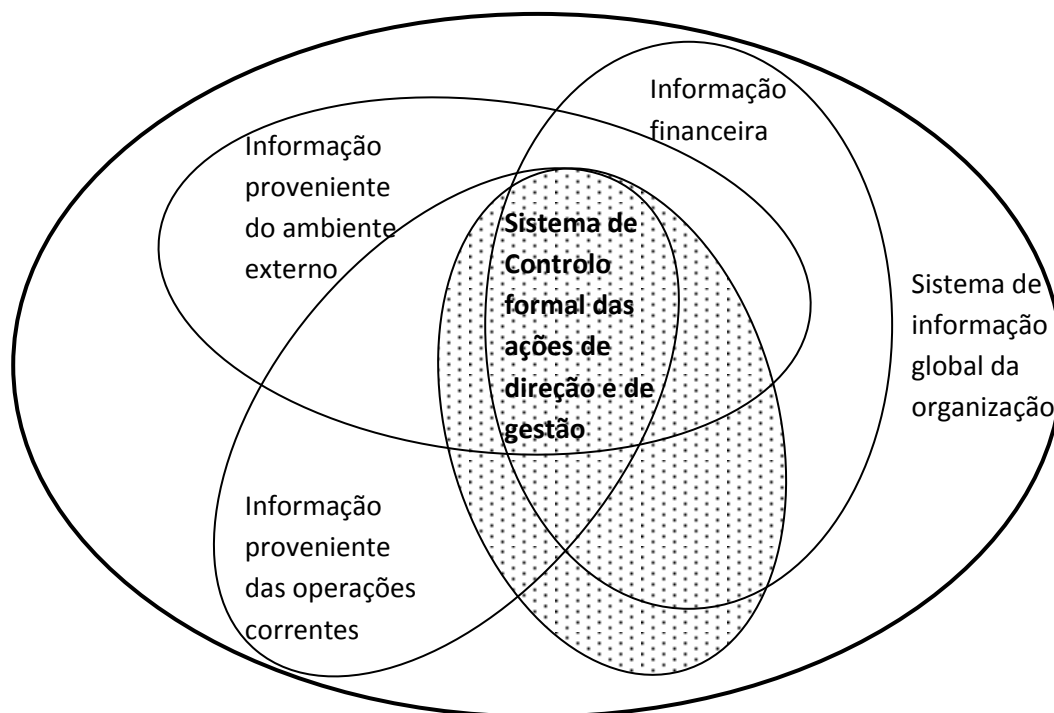 Informação
financeira
Informação
proveniente
do ambiente
externo
Sistema de
Controlo
formal das
ações de
direção e de
gestão
Sistema de
informação
global da
organização
Informação
proveniente
das operações
correntes